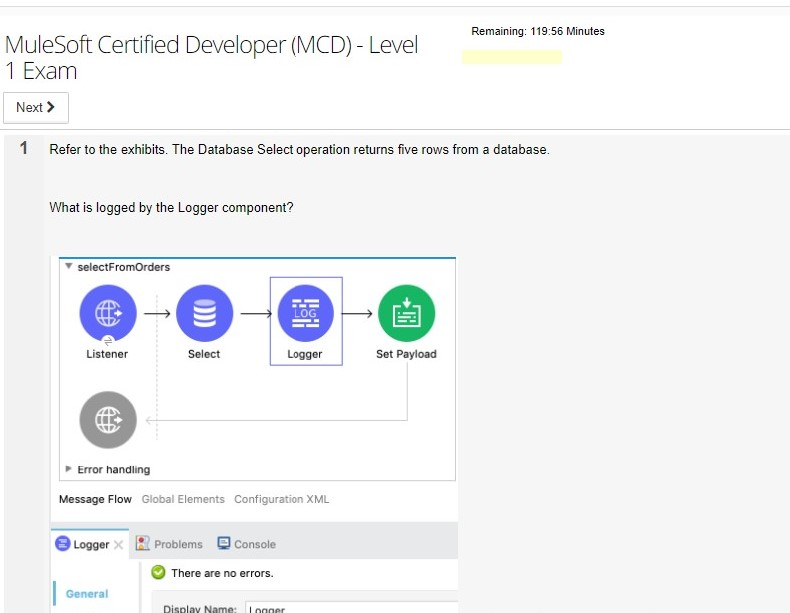 MuleSoft Certified Developer (MCD) - Level
1 Exam
Remaining: 119:56 Minutes
Next
1 Refer to the exhibits. The Database Select operation returns five rows from a database.
What is logged by the Logger component?
selectFromOrders
LOG
Listener Select Logger Set Payload
Error handling
Message Flow Global Elements Configuration XML
Logger Problems Console
There are no errors.
General
Display Name: Logger